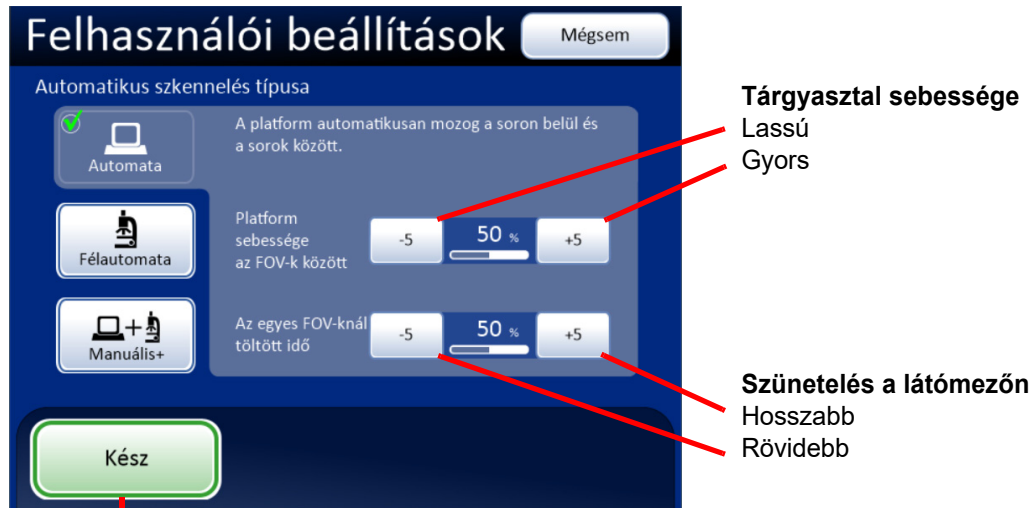 Felhasználói beállítások
Mégsem
Automatikus szkennelés típusa
Automata
A platform automatikusan mozog a soron belül és
a sorok között.
Félautomata
Platform
sebessége
az FOV-k között
-5
50 %
+5
Manuális+
Az egyes FOV-knál
töltött idő
-5
50 %
+5
Kész
Tárgyasztal sebessége
Lassú
Gyors
Szünetelés a látómezőn
Hosszabb
Rövidebb